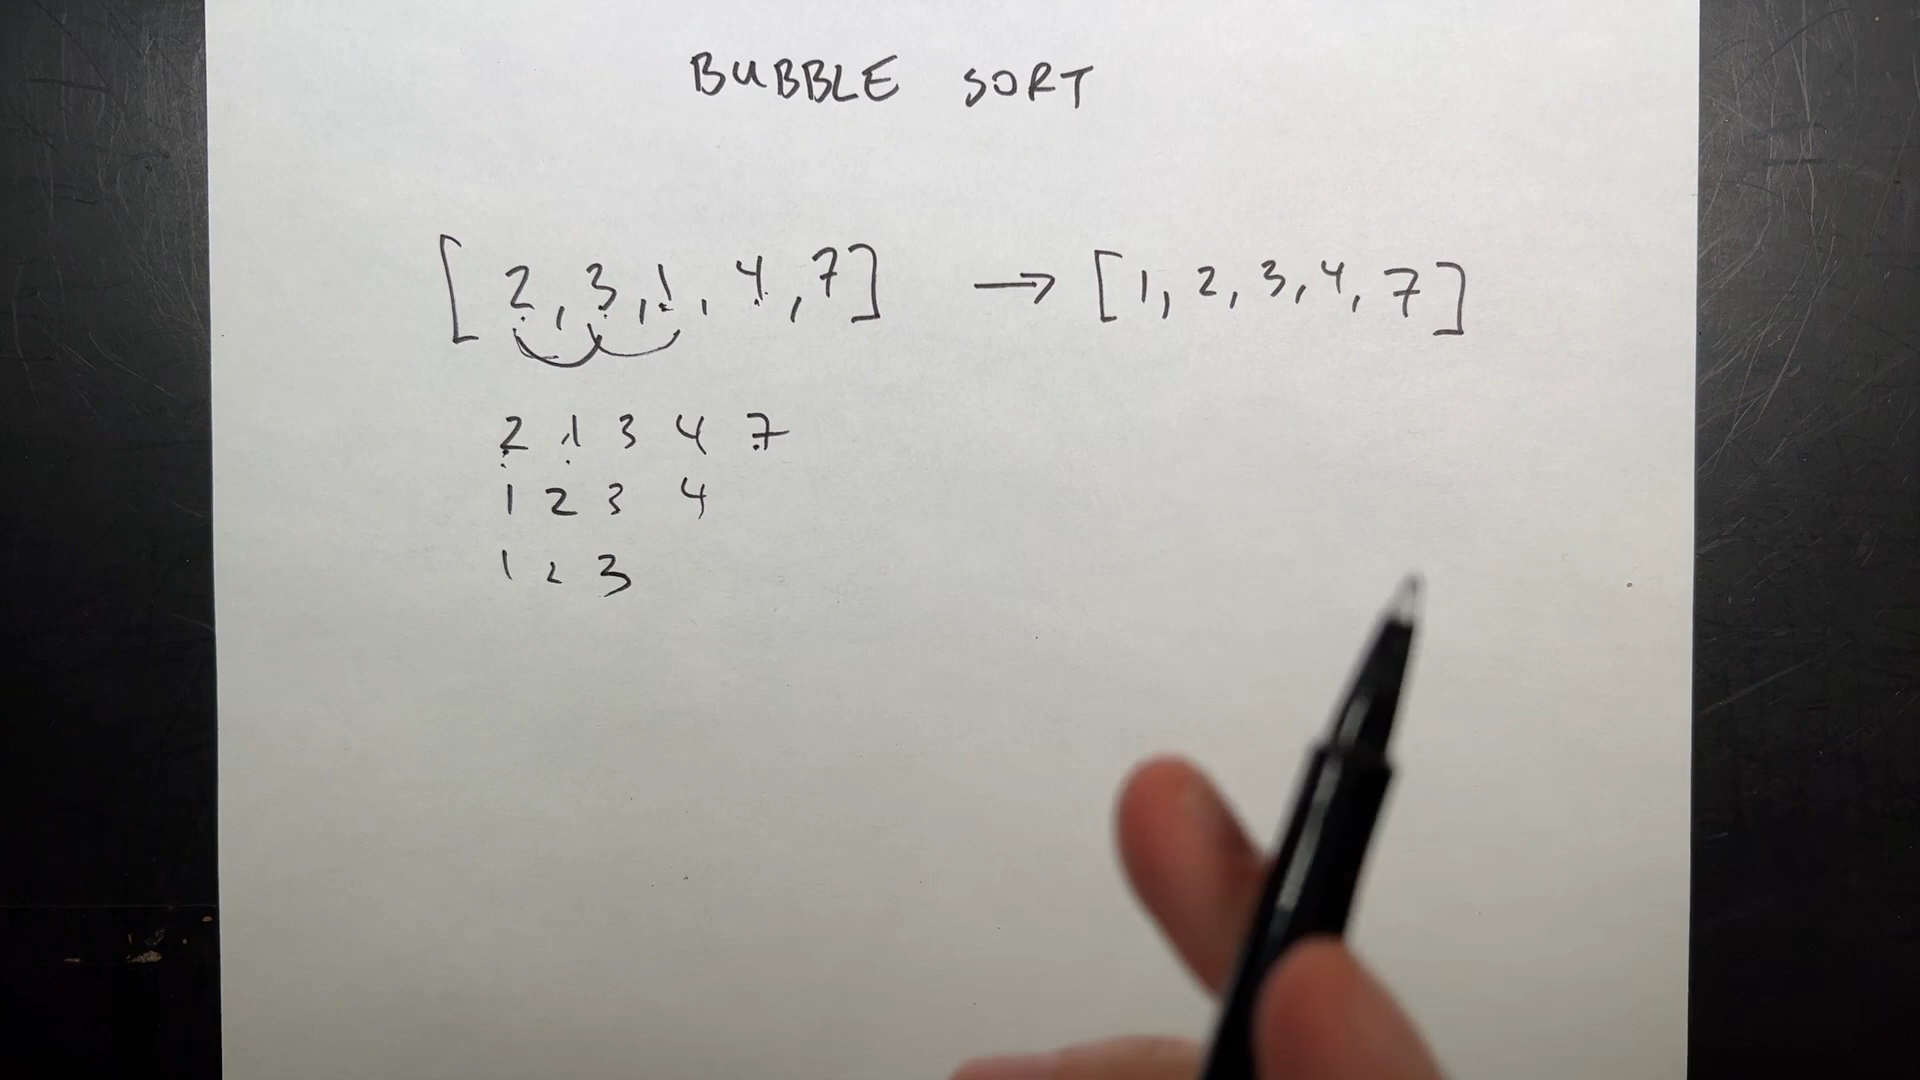 BUBBLE SORT
[2, 3, 1, 4, 7] → [1, 2, 3, 4, 7]
2 1 3 4 7
1 2 3 4
1 2 3